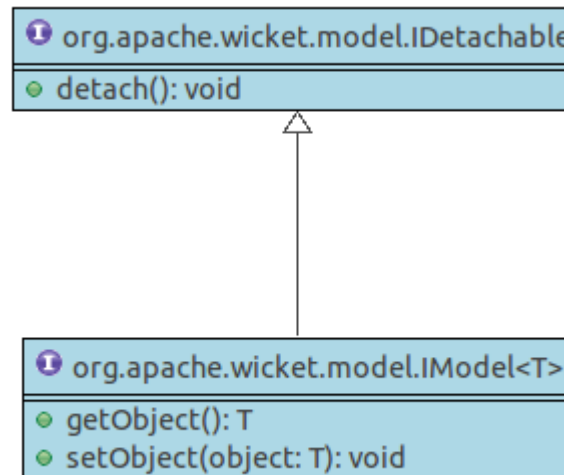 I org.apache.wicket.model.IDetachable
detach(): void
I org.apache.wicket.model.IModel<T>
getObject(): T
setObject(object: T): void